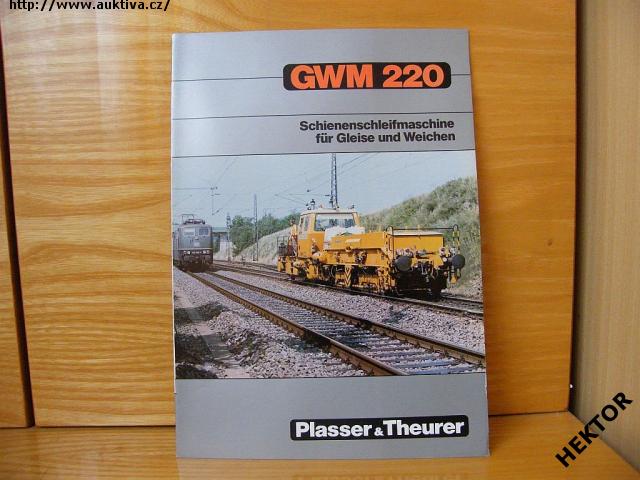 http://www.auktiva.cz/
GWM 220
Schienenschleifmaschine
für Gleise und Weichen
Plasser & Theurer
HEKTOR